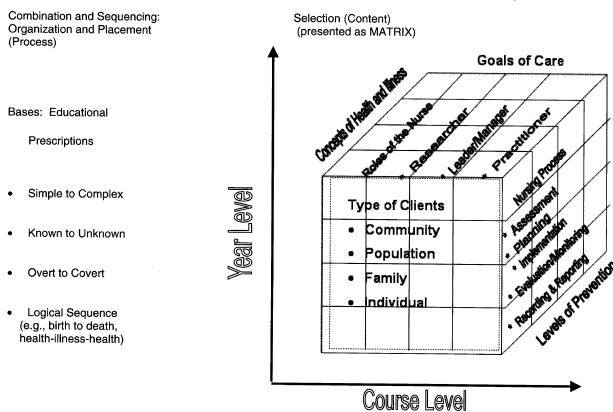 Combination and Sequencing:
Organization and Placement
(Process)
Bases: Educational
Prescriptions
• Simple to Complex
• Known to Unknown
• Overt to Covert
• Logical Sequence
(e.g., birth to death,
health-illness-health)
Selection (Content)
(presented as MATRIX)
Goals of Care
Concepts of Health and Illness
Roles of the Nurse
• Researcher
• Leader/Manager
• Practitioner
Type of Clients
• Community
• Population
• Family
• Individual
Nursing Process
* Assessment
* Planning
* Implementation
* Evaluation/Monitoring
* Recording & Reporting
Levels of Prevention
Year Level
Course Level